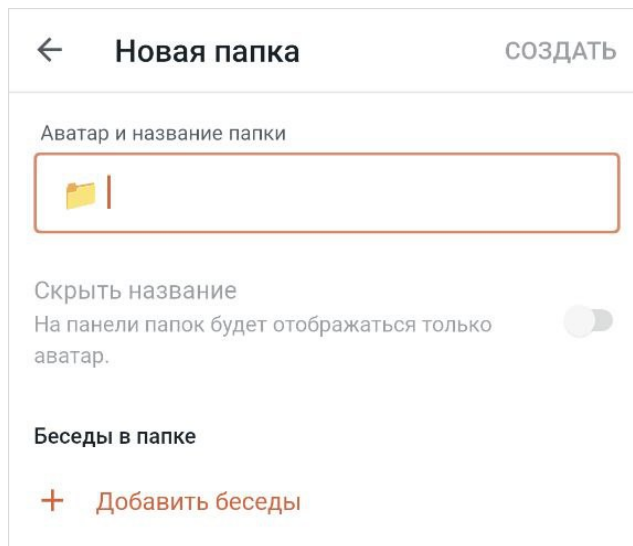 Новая папка СОЗДАТЬ
Аватар и название папки
Скрыть название
На панели папок будет отображаться только
аватар.
Беседы в папке
Добавить беседы